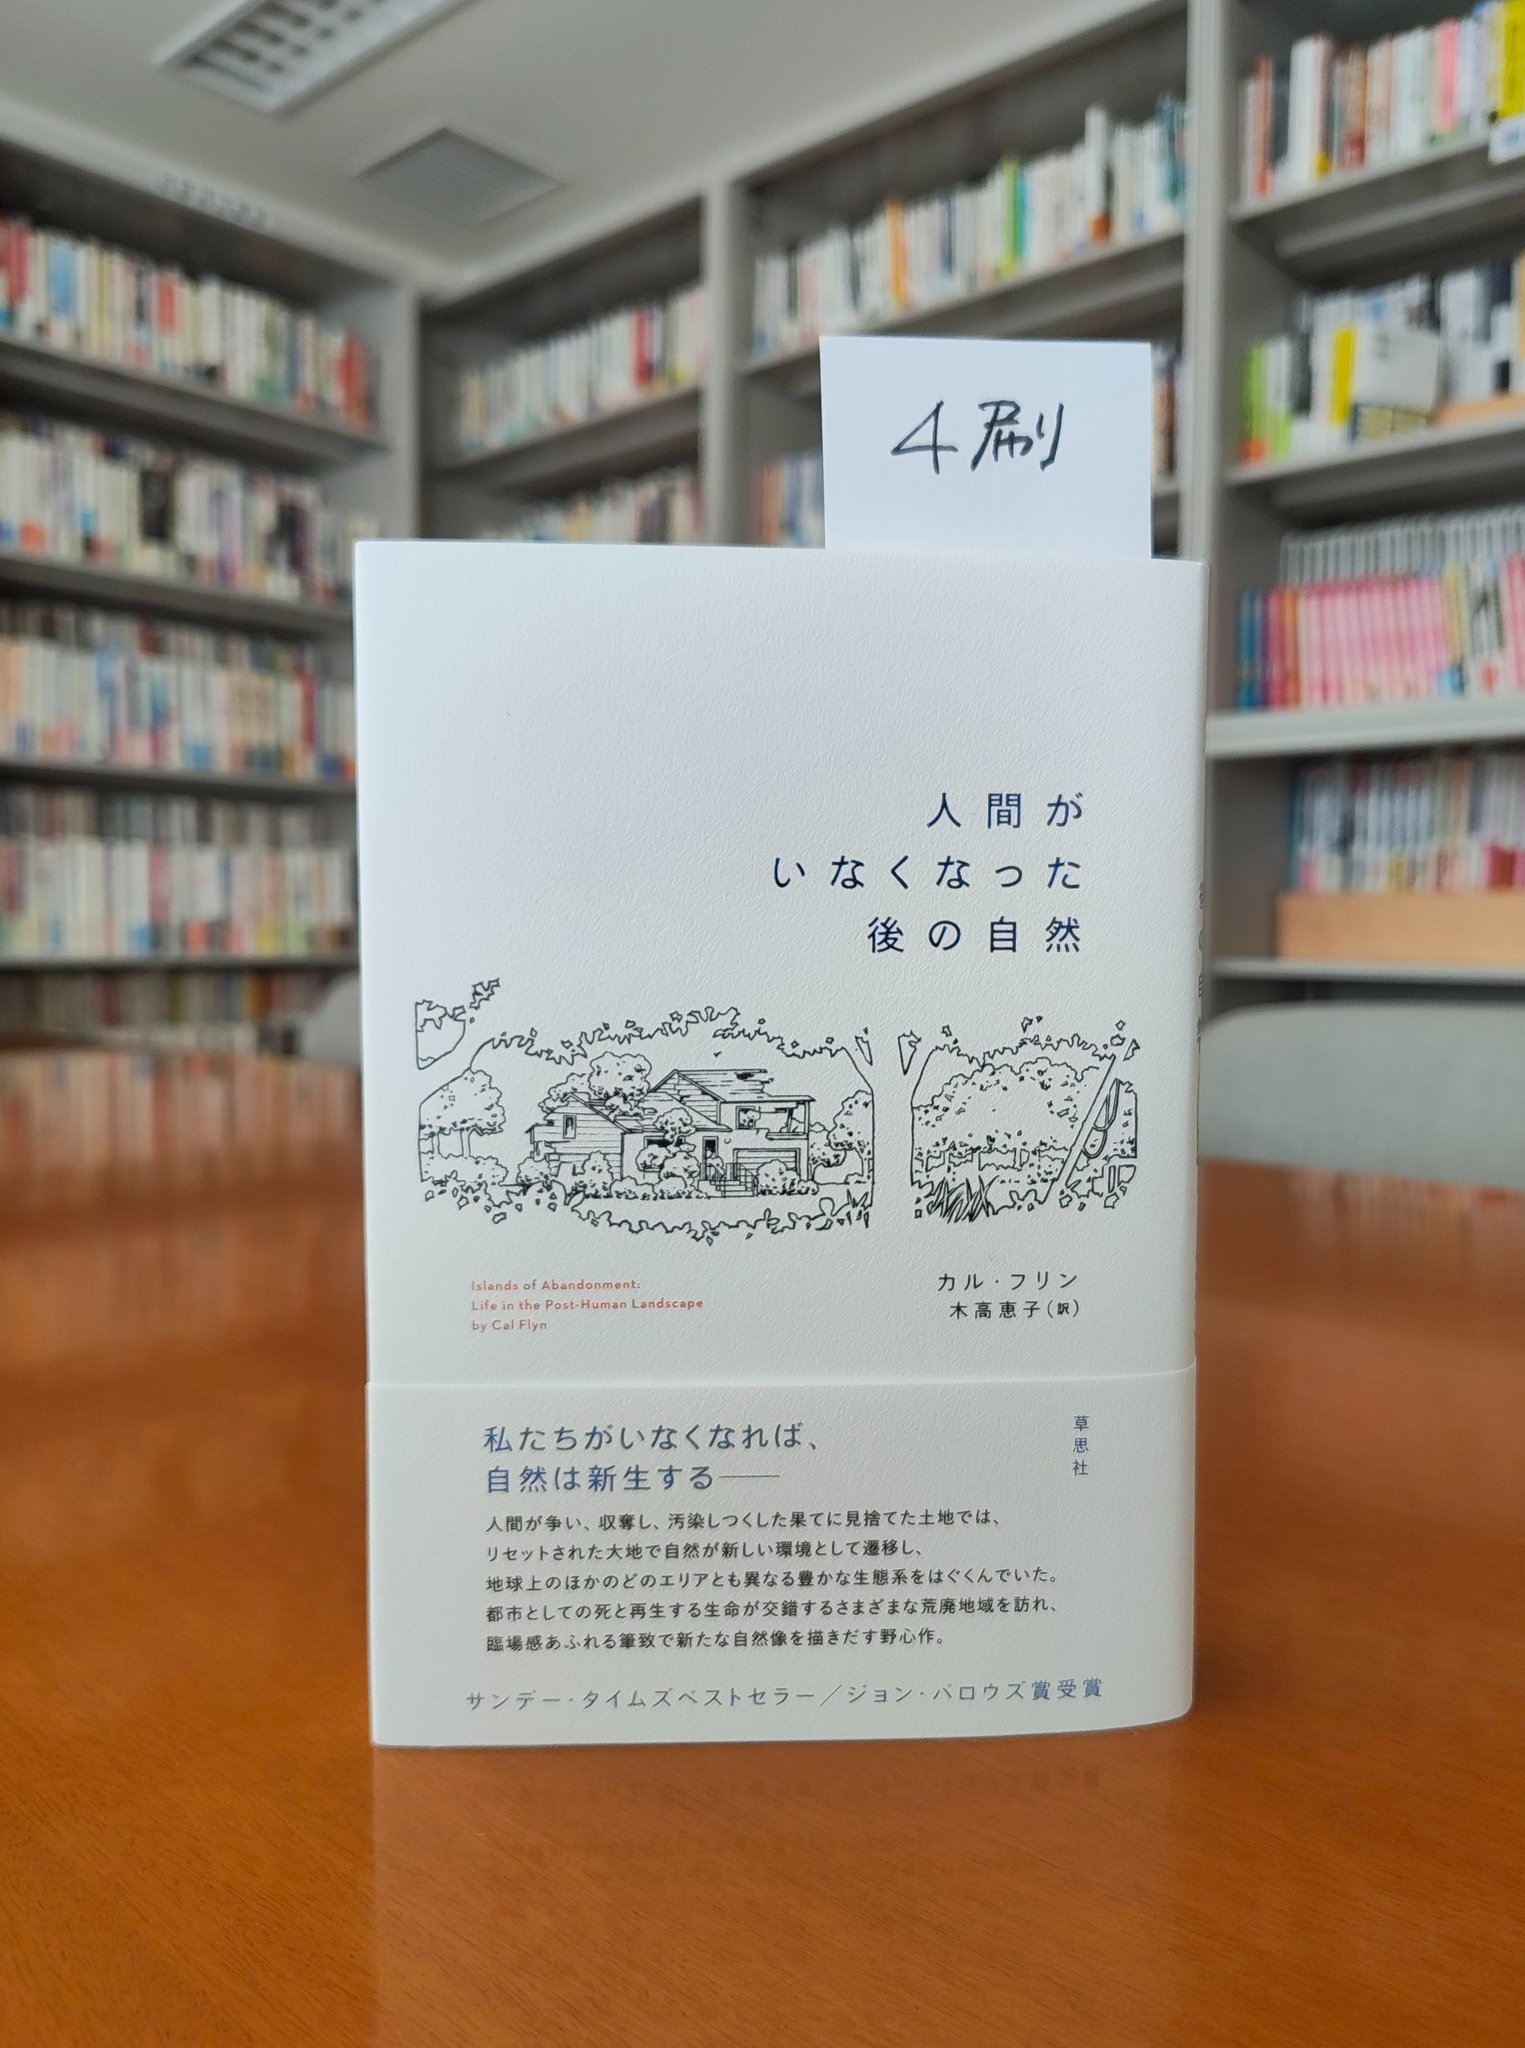 4刷
人間が
いなくなった
後の自然
Islands of Abandonment:
Life in the Post-Human Landscape
by Cal Flyn
カル・フリン
木高恵子(訳)
私たちがいなくなれば、
自然は新生する――
草思社
人間が争い、収奪し、汚染しつくした果てに見捨てた土地では、
リセットされた大地で自然が新しい環境として遷移し、
地球上のほかのどのエリアとも異なる豊かな生態系をはぐくんでいた。
都市としての死と再生する生命が交錯するさまざまな荒廃地域を訪れ、
臨場感あふれる筆致で新たな自然像を描きだす野心作。
サンデー・タイムズベストセラー/ジョン・バロウズ賞受賞